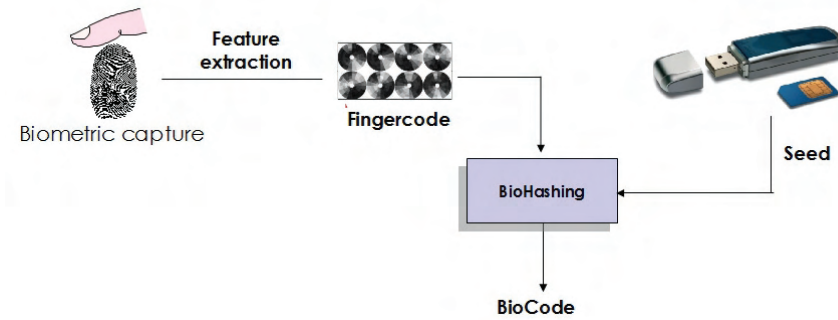 Feature
extraction
Biometric capture
Fingercode
Seed
BioHashing
BioCode